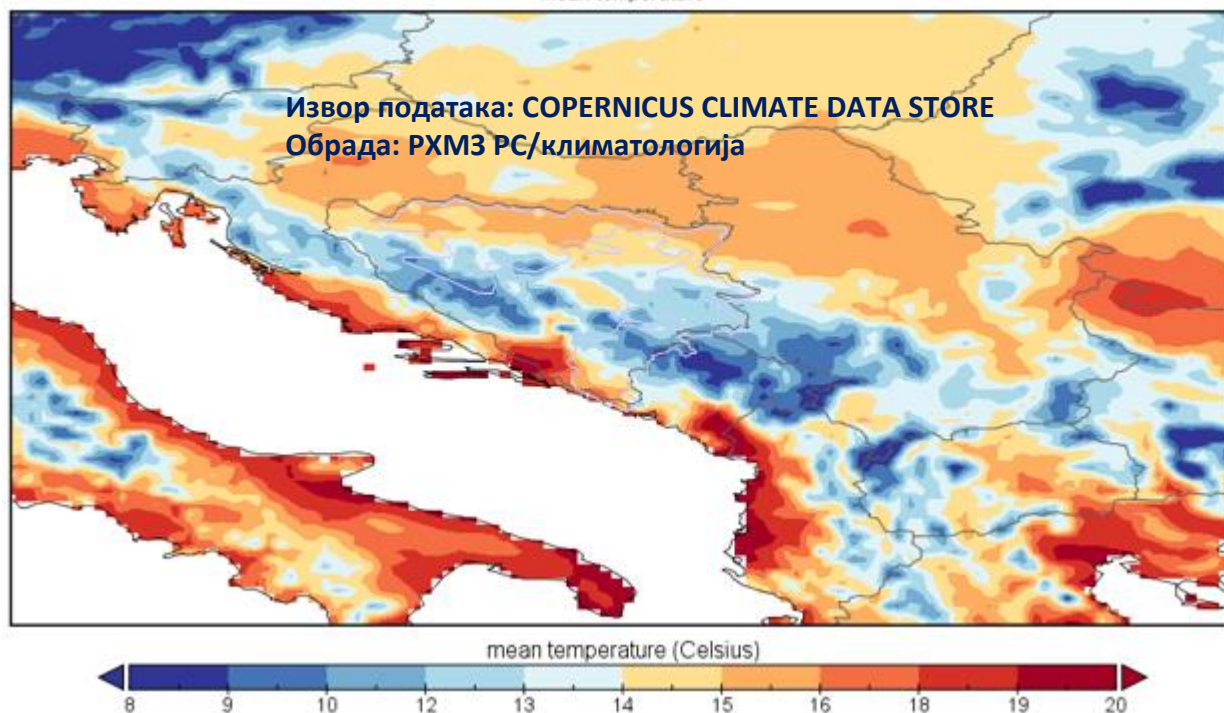 Извор података: COPERNICUS CLIMATE DATA STORE
Обрада: РХМЗ РС/климатологија
mean temperature (Celsius)
8 9 10 12 13 14 15 16 18 19 20